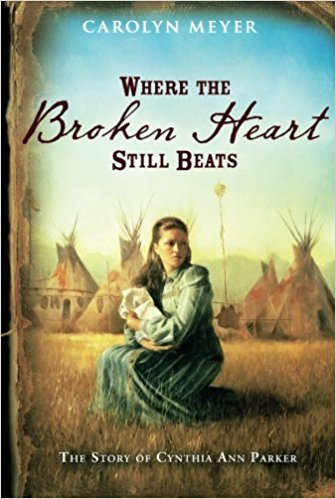 CAROLYN MEYER
WHERE THE
Broken Heart
STILL BEATS
THE STORY OF CYNTHIA ANN PARKER